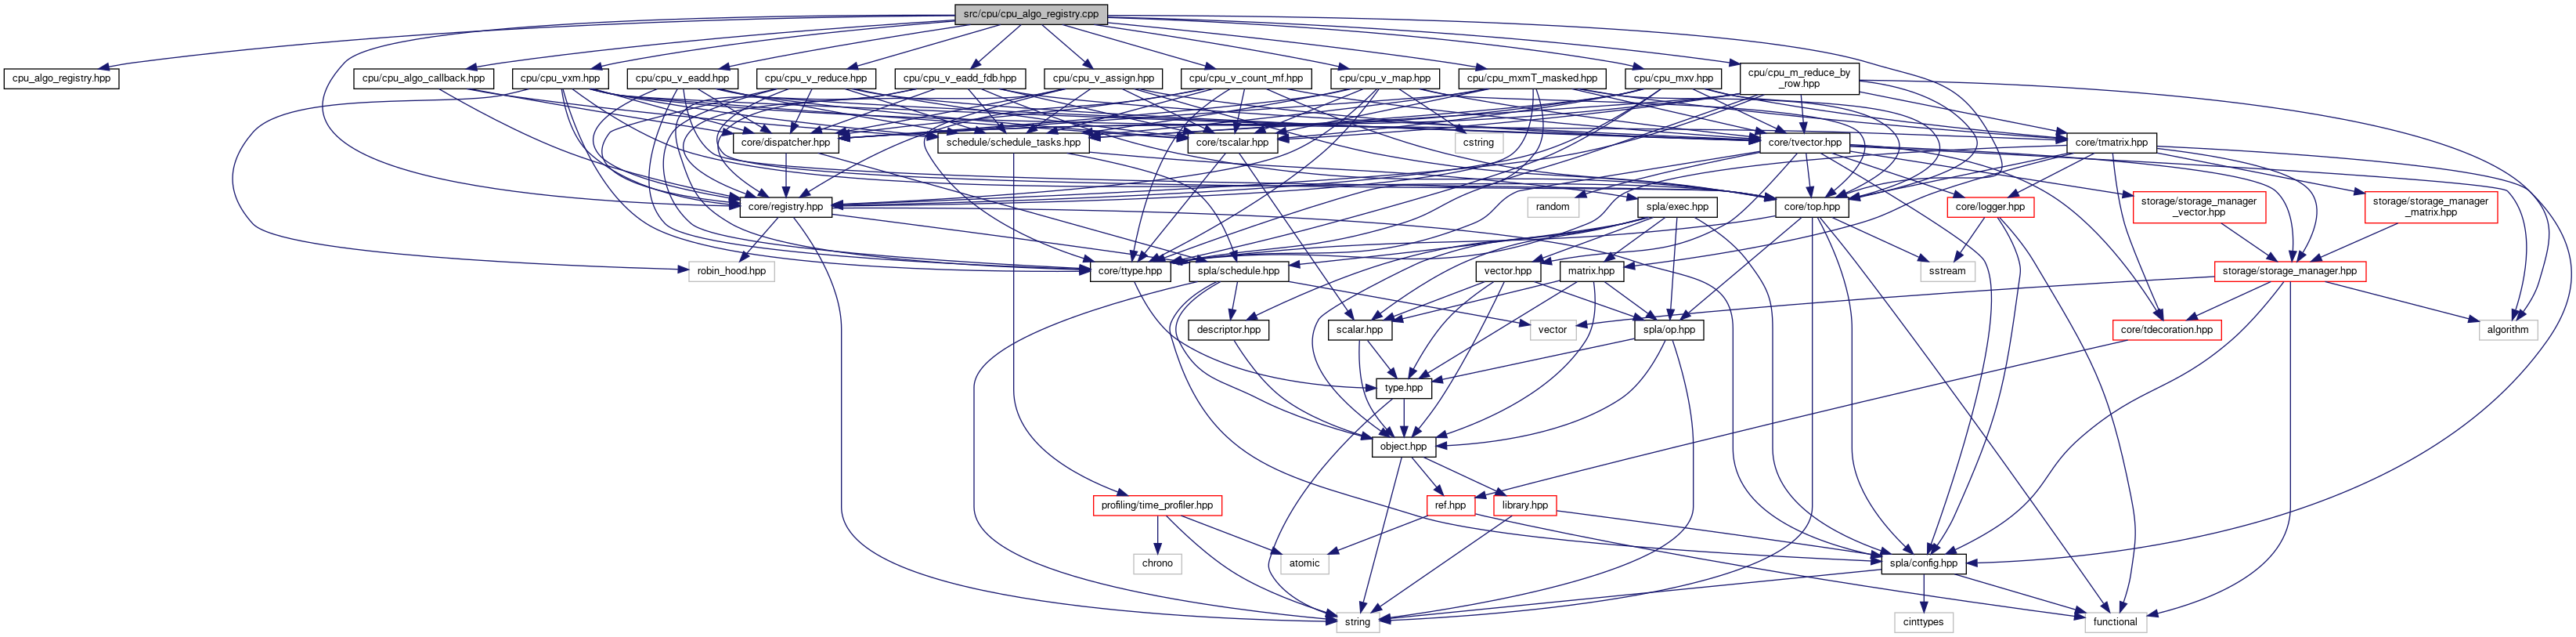 src/cpu/cpu_algo_registry.cpp
cpu_algo_registry.hpp
cpu/cpu_algo_callback.hpp
cpu/cpu_vxm.hpp
cpu/cpu_v_eadd.hpp
cpu/cpu_v_reduce.hpp
cpu/cpu_v_eadd_fdb.hpp
cpu/cpu_v_assign.hpp
cpu/cpu_v_count_mf.hpp
cpu/cpu_v_map.hpp
cpu/cpu_mxmT_masked.hpp
cpu/cpu_mxv.hpp
cpu/cpu_m_reduce_by
_row.hpp
core/dispatcher.hpp
schedule/schedule_tasks.hpp
core/tscalar.hpp
cstring
core/tvector.hpp
core/tmatrix.hpp
core/registry.hpp
random
spla/exec.hpp
core/top.hpp
core/logger.hpp
storage/storage_manager
_vector.hpp
storage/storage_manager
_matrix.hpp
robin_hood.hpp
core/ttype.hpp
spla/schedule.hpp
vector.hpp
matrix.hpp
sstream
storage/storage_manager.hpp
descriptor.hpp
scalar.hpp
vector
spla/op.hpp
core/tdecoration.hpp
algorithm
type.hpp
object.hpp
profiling/time_profiler.hpp
ref.hpp
library.hpp
chrono
atomic
spla/config.hpp
string
cinttypes
functional